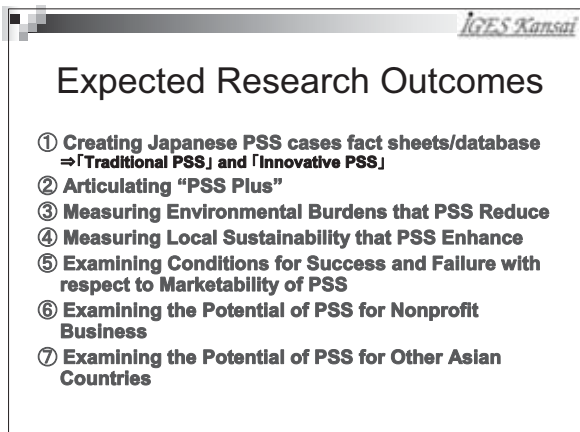 IGES Kansai
Expected Research Outcomes
① Creating Japanese PSS cases fact sheets/database
⇒「Traditional PSS」 and 「Innovative PSS」
② Articulating “PSS Plus”
③ Measuring Environmental Burdens that PSS Reduce
④ Measuring Local Sustainability that PSS Enhance
⑤ Examining Conditions for Success and Failure with
respect to Marketability of PSS
⑥ Examining the Potential of PSS for Nonprofit
Business
⑦ Examining the Potential of PSS for Other Asian
Countries